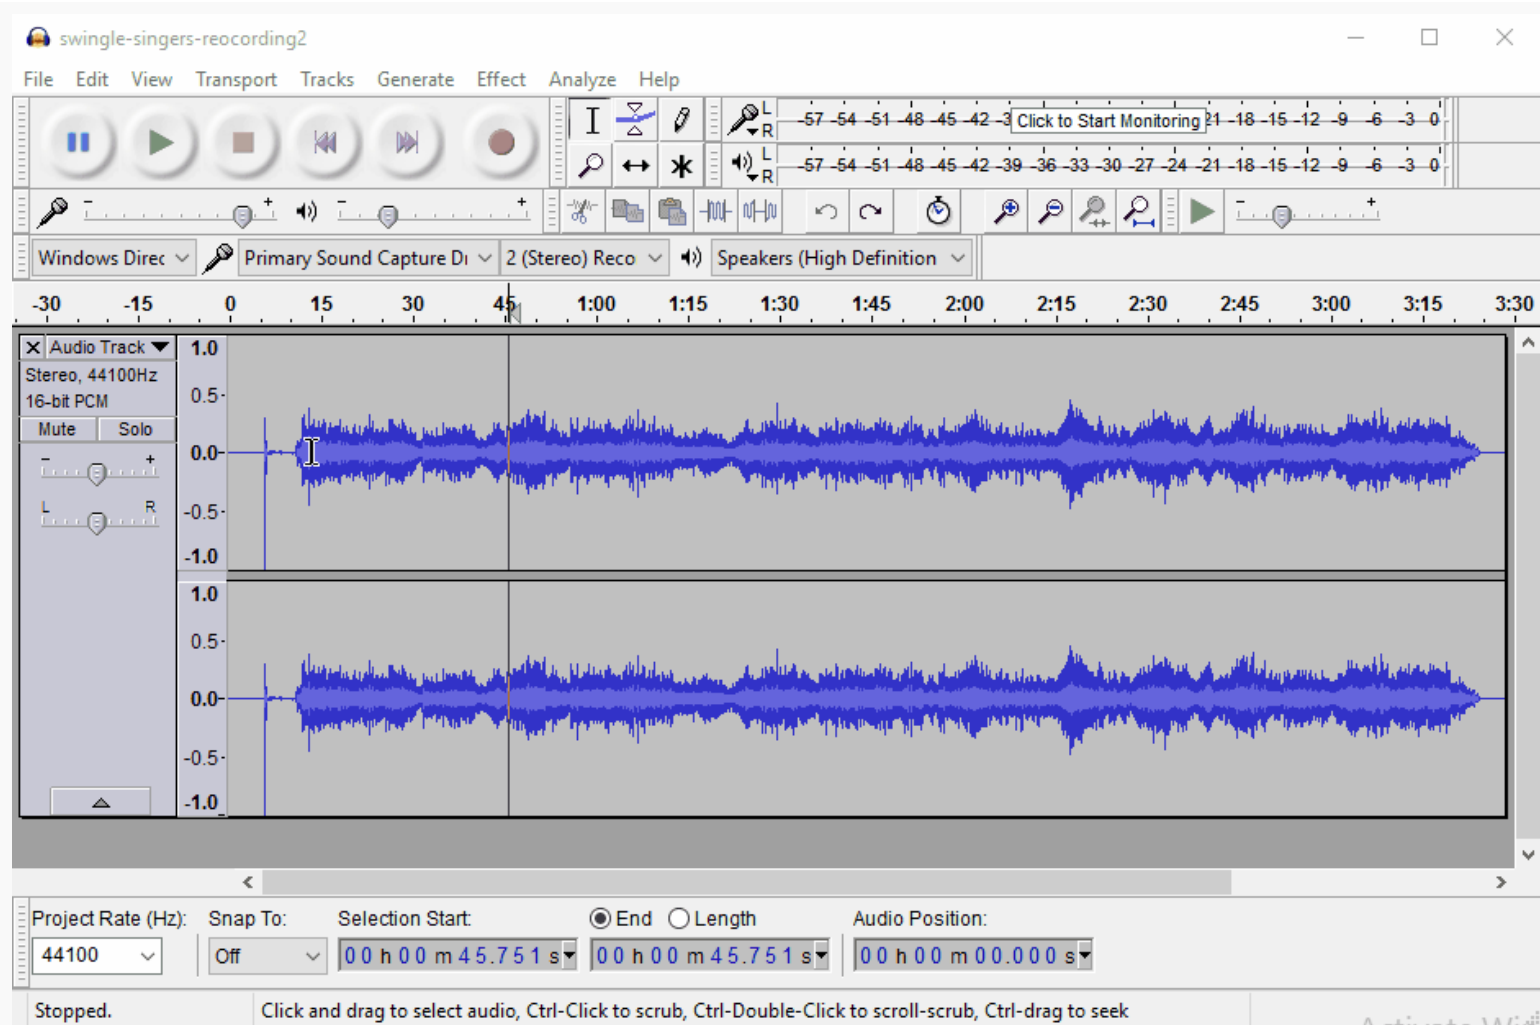 swingle-singers-reocording2
File Edit View Transport Tracks Generate Effect Analyze Help
L
R
-57 -54 -51 -48 -45 -42 -3 Click to Start Monitoring 21 -18 -15 -12 -9 -6 -3 0
L
R
-57 -54 -51 -48 -45 -42 -39 -36 -33 -30 -27 -24 -21 -18 -15 -12 -9 -6 -3 0
- + - + - +
Windows Direc Primary Sound Capture Dr 2 (Stereo) Reco Speakers (High Definition
-30 -15 0 15 30 45 1:00 1:15 1:30 1:45 2:00 2:15 2:30 2:45 3:00 3:15 3:30
X Audio Track 1.0
Stereo, 44100Hz
16-bit PCM 0.5
Mute Solo
0.0
- +
L R
-0.5
-1.0
1.0
0.5
0.0
-0.5
-1.0
Project Rate (Hz): Snap To: Selection Start: End Length Audio Position:
44100 Off 00 h 00 m 45.751 s 00 h 00 m 45.751 s 00 h 00 m 00.000 s
Stopped. Click and drag to select audio, Ctrl-Click to scrub, Ctrl-Double-Click to scroll-scrub, Ctrl-drag to seek